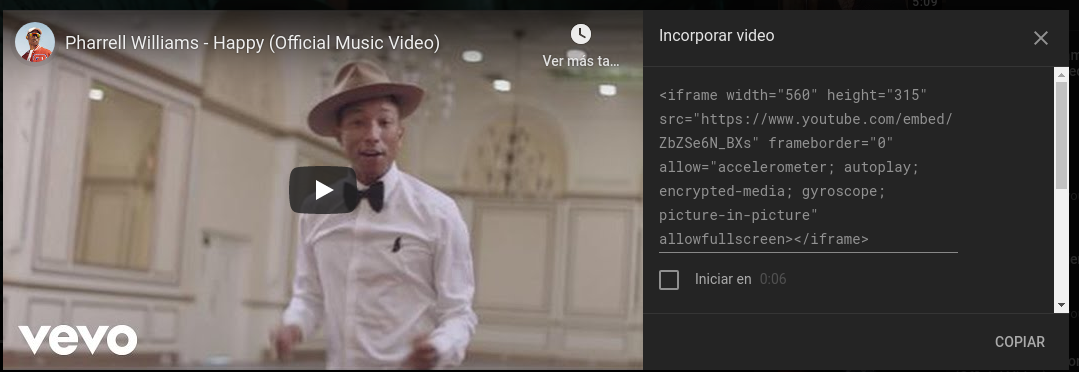 5:09
Pharrell Williams - Happy (Official Music Video)
Ver más ta...
vevo
Incorporar video
<iframe width="560" height="315"
src="https://www.youtube.com/embed/
ZbZSe6N_BXs" frameborder="0"
allow="accelerometer; autoplay;
encrypted-media; gyroscope;
picture-in-picture"
allowfullscreen></iframe>
Iniciar en 0:06
COPIAR